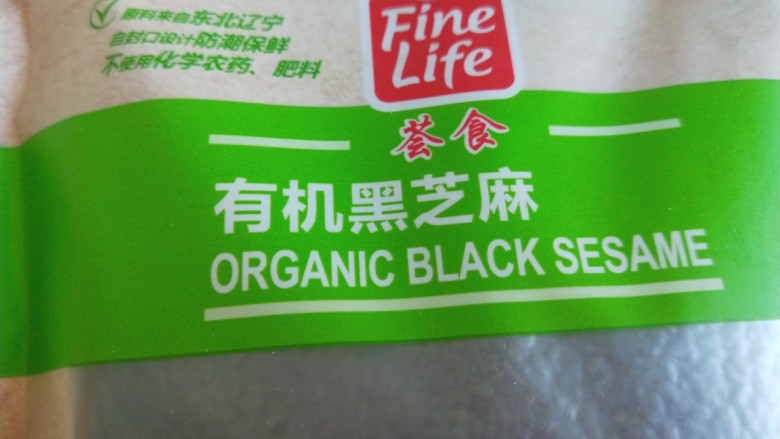 原料来自东北辽宁
自封口设计防潮保鲜
不使用化学农药、肥料
Fine
Life
荟食
有机黑芝麻
ORGANIC BLACK SESAME